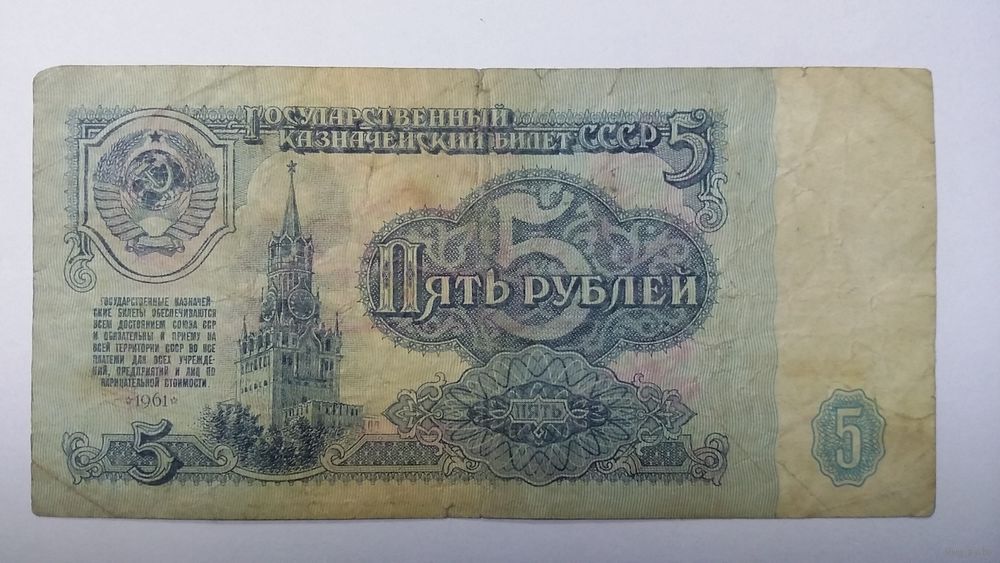 ГОСУДАРСТВЕННЫЙ
КАЗНАЧЕЙСКИЙ БИЛЕТ СССР 5
5
ПЯТЬ РУБЛЕЙ
ГОСУДАРСТВЕННЫЕ КАЗНАЧЕЙ-
СКИЕ БИЛЕТЫ ОБЕСПЕЧИВАЮТСЯ
ВСЕМ ДОСТОЯНИЕМ СОЮЗА ССР
И ОБЯЗАТЕЛЬНЫ К ПРИЕМУ НА
ВСЕЙ ТЕРРИТОРИИ СССР ВО ВСЕ
ПЛАТЕЖИ ДЛЯ ВСЕХ УЧРЕЖДЕ-
НИЙ, ПРЕДПРИЯТИЙ И ЛИЦ ПО
НАРИЦАТЕЛЬНОЙ СТОИМОСТИ.
1961
ПЯТЬ
5
5